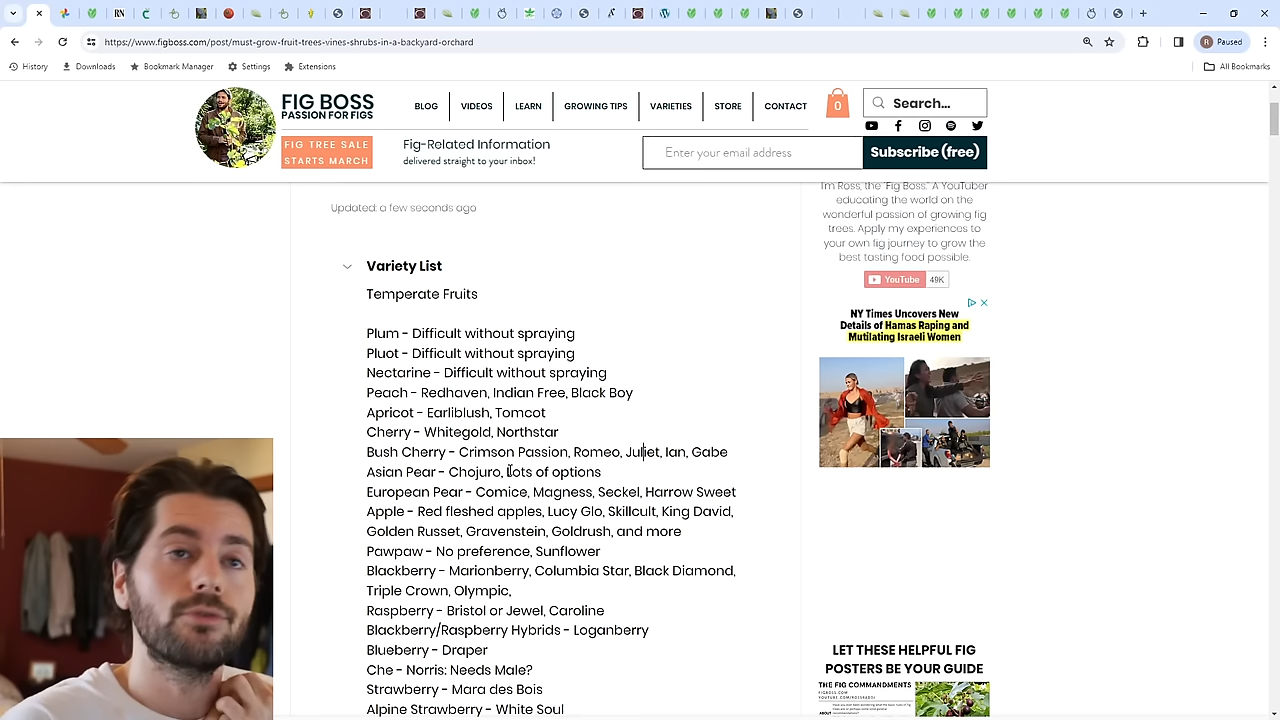 https://www.figboss.com/post/must-grow-fruit-trees-vines-shrubs-in-a-backyard-orchard
Paused
History
Downloads
Bookmark Manager
Settings
Extensions
All Bookmarks
FIG BOSS
PASSION FOR FIGS
BLOG
VIDEOS
LEARN
GROWING TIPS
VARIETIES
STORE
CONTACT
0
Search...
FIG TREE SALE
STARTS MARCH
Fig-Related Information
delivered straight to your inbox!
Enter your email address
Subscribe (free)
Updated: a few seconds ago
Variety List
Temperate Fruits
Plum - Difficult without spraying
Pluot - Difficult without spraying
Nectarine - Difficult without spraying
Peach - Redhaven, Indian Free, Black Boy
Apricot - Earliblush, Tomcot
Cherry - Whitegold, Northstar
Bush Cherry - Crimson Passion, Romeo, Juliet, Ian, Gabe
Asian Pear - Chojuro, Lots of options
European Pear - Comice, Magness, Seckel, Harrow Sweet
Apple - Red fleshed apples, Lucy Glo, Skillcult, King David,
Golden Russet, Gravenstein, Goldrush, and more
Pawpaw - No preference, Sunflower
Blackberry - Marionberry, Columbia Star, Black Diamond,
Triple Crown, Olympic,
Raspberry - Bristol or Jewel, Caroline
Blackberry/Raspberry Hybrids - Loganberry
Blueberry - Draper
Che - Norris: Needs Male?
Strawberry - Mara des Bois
Alpine Strawberry - White Soul
I'm Ross, the "Fig Boss." A YouTuber
educating the world on the
wonderful passion of growing fig
trees. Apply my experiences to
your own fig journey to grow the
best tasting food possible.
YouTube 49K
NY Times Uncovers New
Details of Hamas Raping and
Mutilating Israeli Women
LET THESE HELPFUL FIG
POSTERS BE YOUR GUIDE
THE FIG COMMANDMENTS